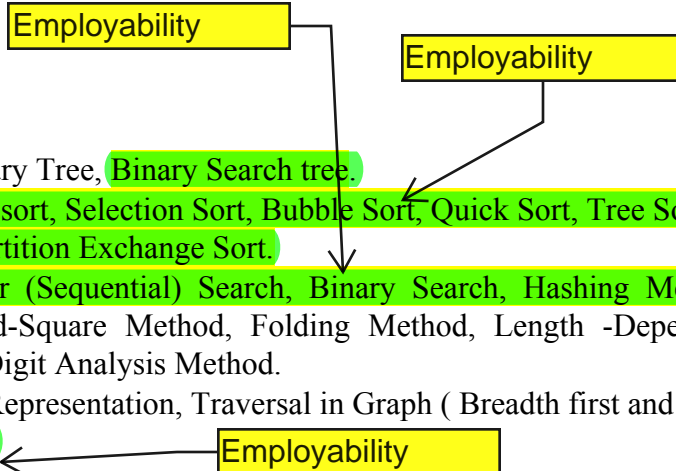 Employability
Employability
ary Tree, Binary Search tree.
sort, Selection Sort, Bubble Sort, Quick Sort, Tree So
rtition Exchange Sort.
r (Sequential) Search, Binary Search, Hashing Me
d-Square Method, Folding Method, Length -Depe
Digit Analysis Method.
Representation, Traversal in Graph ( Breadth first and
Employability